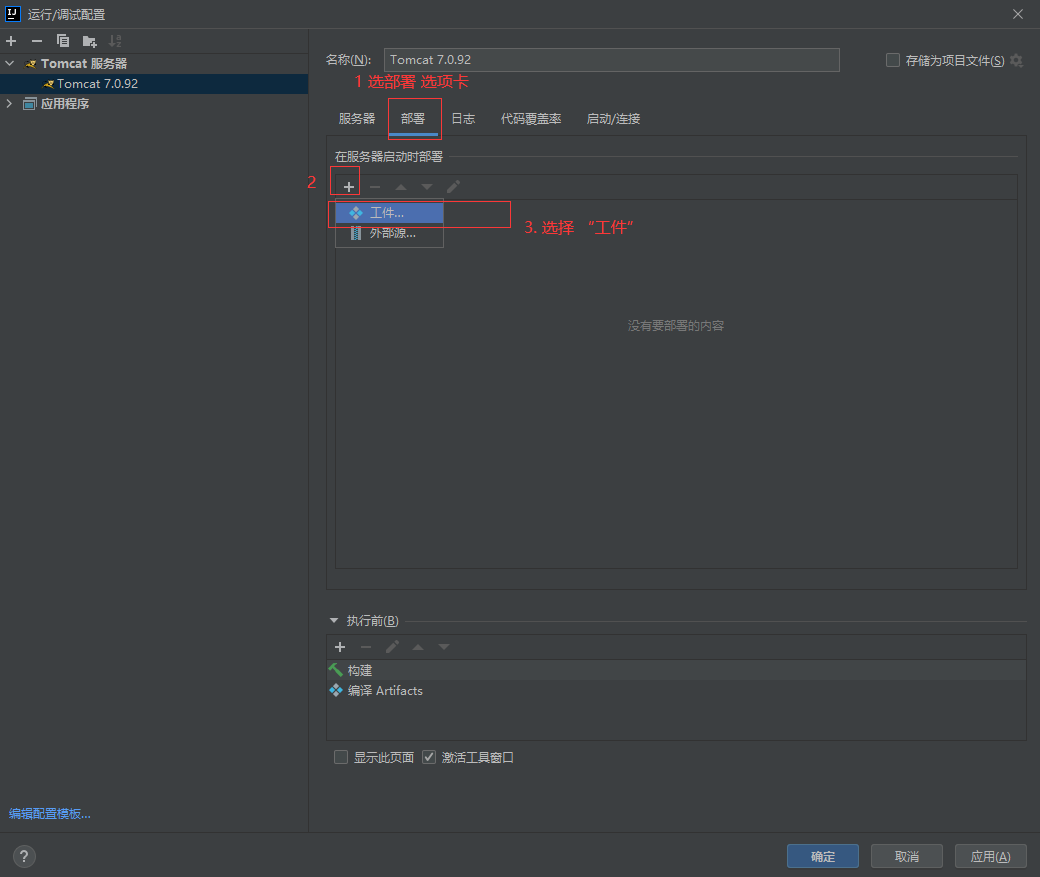 运行/调试配置
Tomcat 服务器
Tomcat 7.0.92
应用程序
编辑配置模板...
名称(N):
Tomcat 7.0.92
存储为项目文件(S)
1 选部署 选项卡
服务器 部署 日志 代码覆盖率 启动/连接
在服务器启动时部署
2
工件...
3. 选择 “工件”
外部源...
没有要部署的内容
执行前(B)
构建
编译 Artifacts
显示此页面 激活工具窗口
? 确定 取消 应用(A)